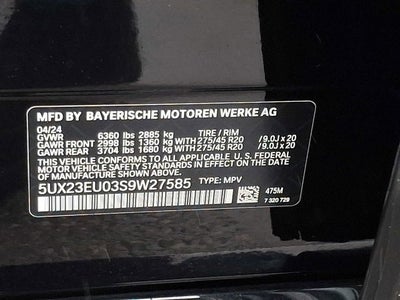 MFD BY BAYERISCHE MOTOREN WERKE AG
04/24
GVWR 6360 lbs 2885 kg TIRE / RIM
GAWR FRONT 2998 lbs 1360 kg WITH 275/45 R20 /9.0J x 20
GAWR REAR 3704 lbs 1680 kg WITH 275/45 R20 /9.0J x 20
THIS VEHICLE CONFORMS TO ALL APPLICABLE FEDERAL
MOTOR VEHICLE SAFETY STANDARDS IN EFFECT ON THE DATE
OF MANUFACTURE SHOWN ABOVE.
5UX23EU03S9W27585 TYPE: MPV
475M
7 320 729